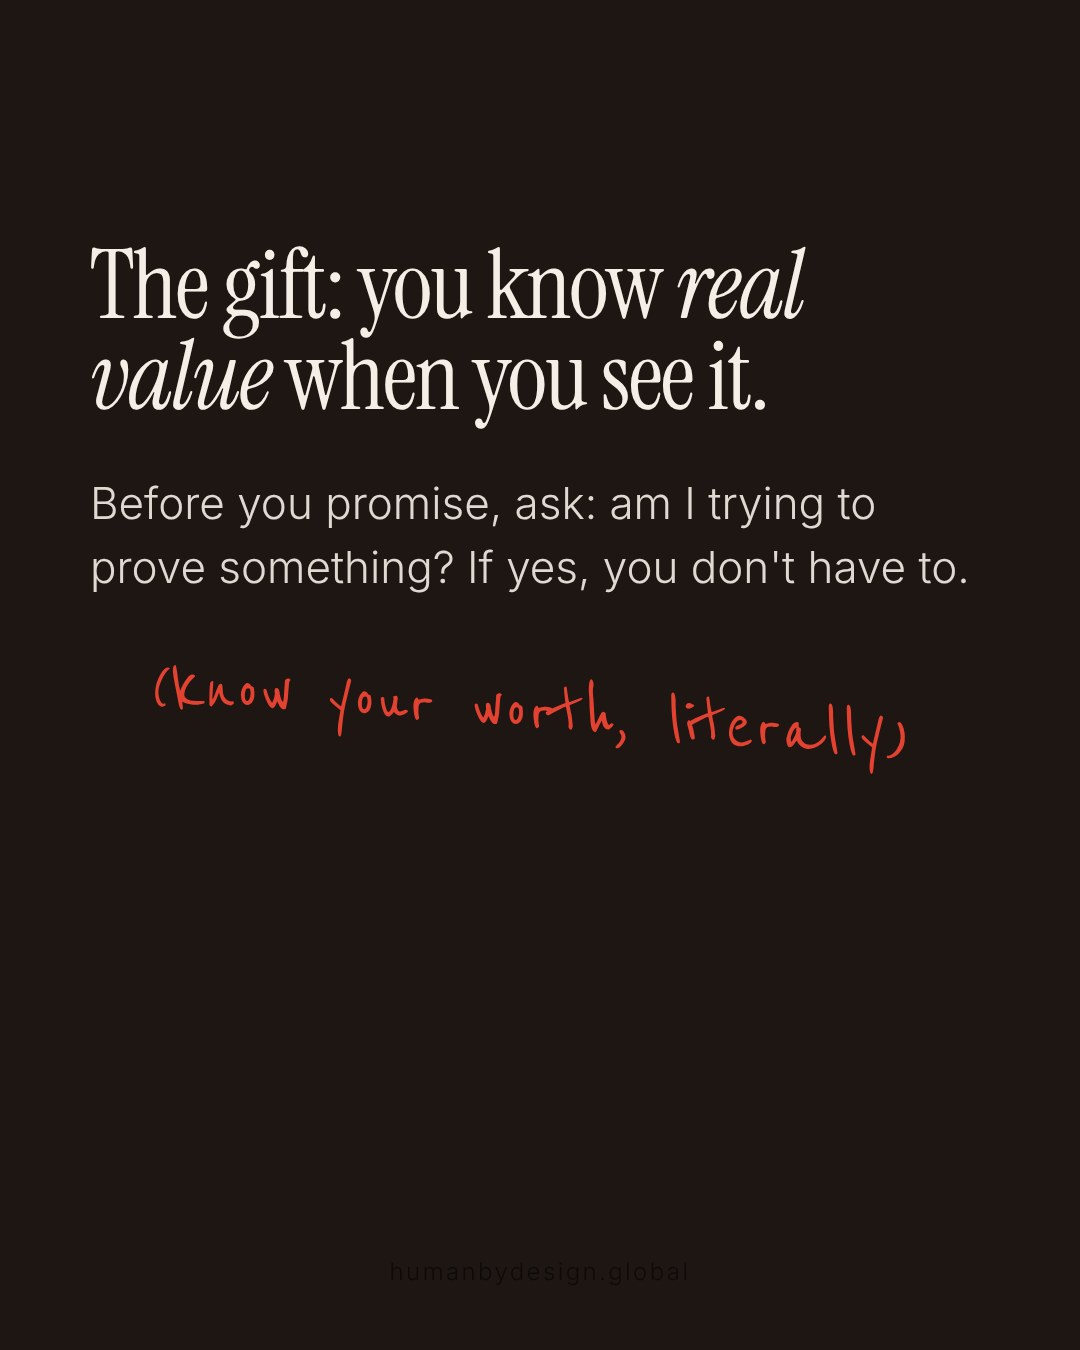 The gift: you know real
value when you see it.
Before you promise, ask: am I trying to
prove something? If yes, you don't have to.
(know your worth, literally)
humanbydesign.global